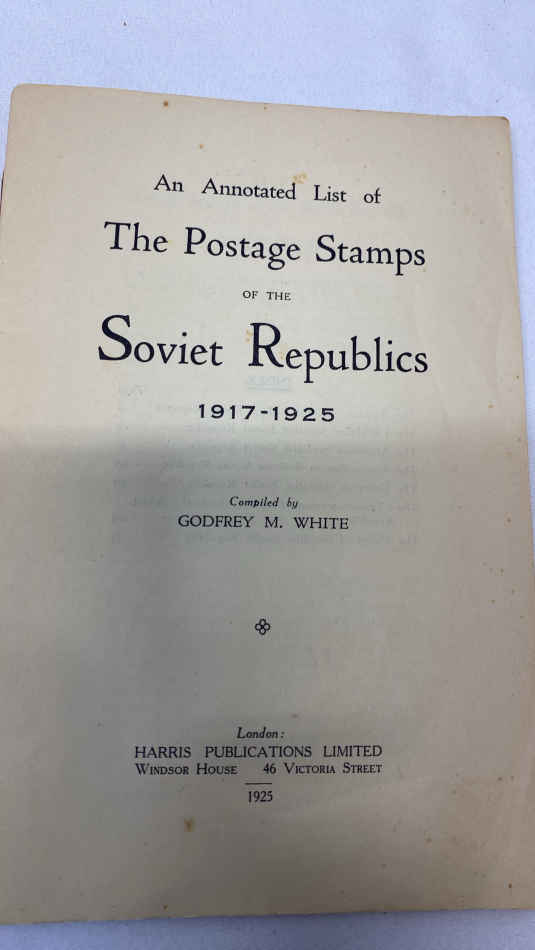 An Annotated List of
The Postage Stamps
OF THE
Soviet Republics
1917-1925
Compiled by
GODFREY M. WHITE
London:
HARRIS PUBLICATIONS LIMITED
WINDSOR HOUSE 46 VICTORIA STREET
1925